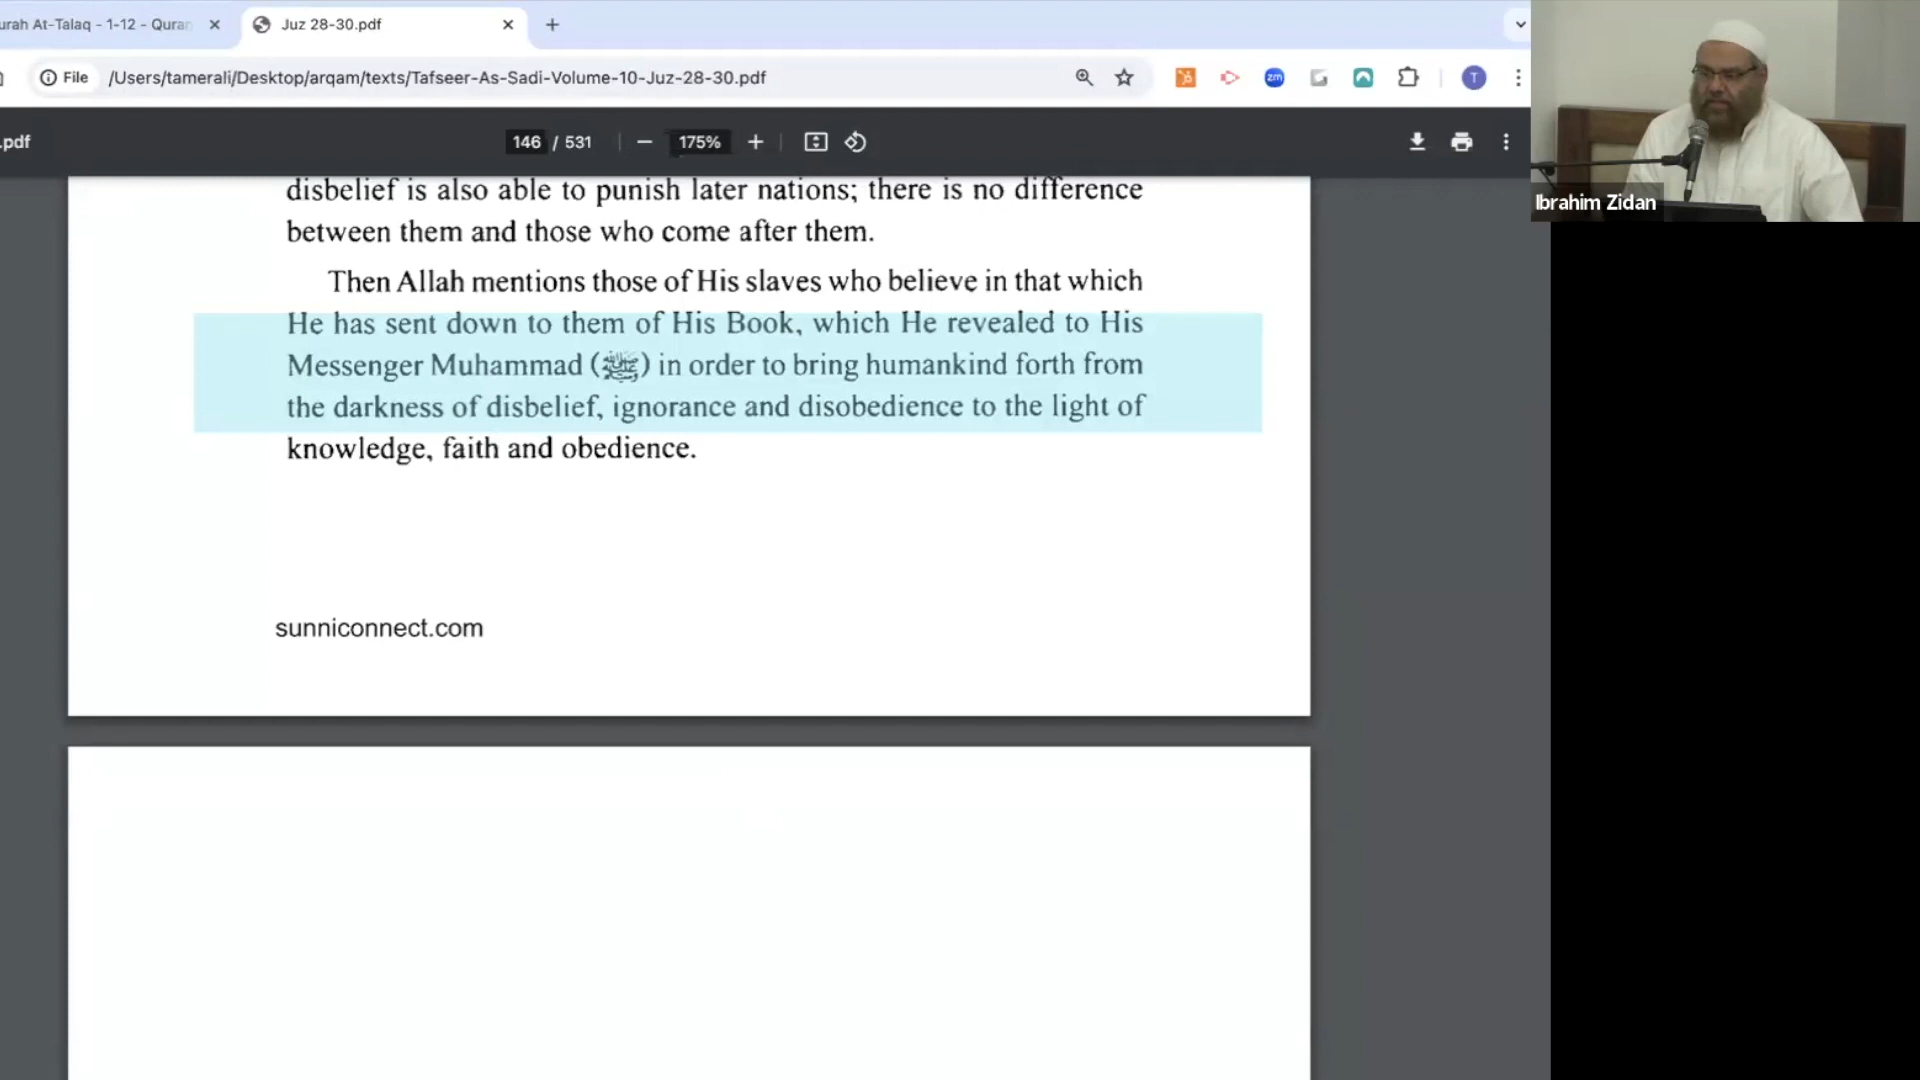 urah At-Talaq - 1-12 - Quran
Juz 28-30.pdf
File
/Users/tamerali/Desktop/arqam/texts/Tafseer-As-Sadi-Volume-10-Juz-28-30.pdf
zm
T
.pdf
146 / 531
175%
disbelief is also able to punish later nations; there is no difference
between them and those who come after them.
Then Allah mentions those of His slaves who believe in that which
He has sent down to them of His Book, which He revealed to His
Messenger Muhammad (ﷺ) in order to bring humankind forth from
the darkness of disbelief, ignorance and disobedience to the light of
knowledge, faith and obedience.
sunniconnect.com
Ibrahim Zidan